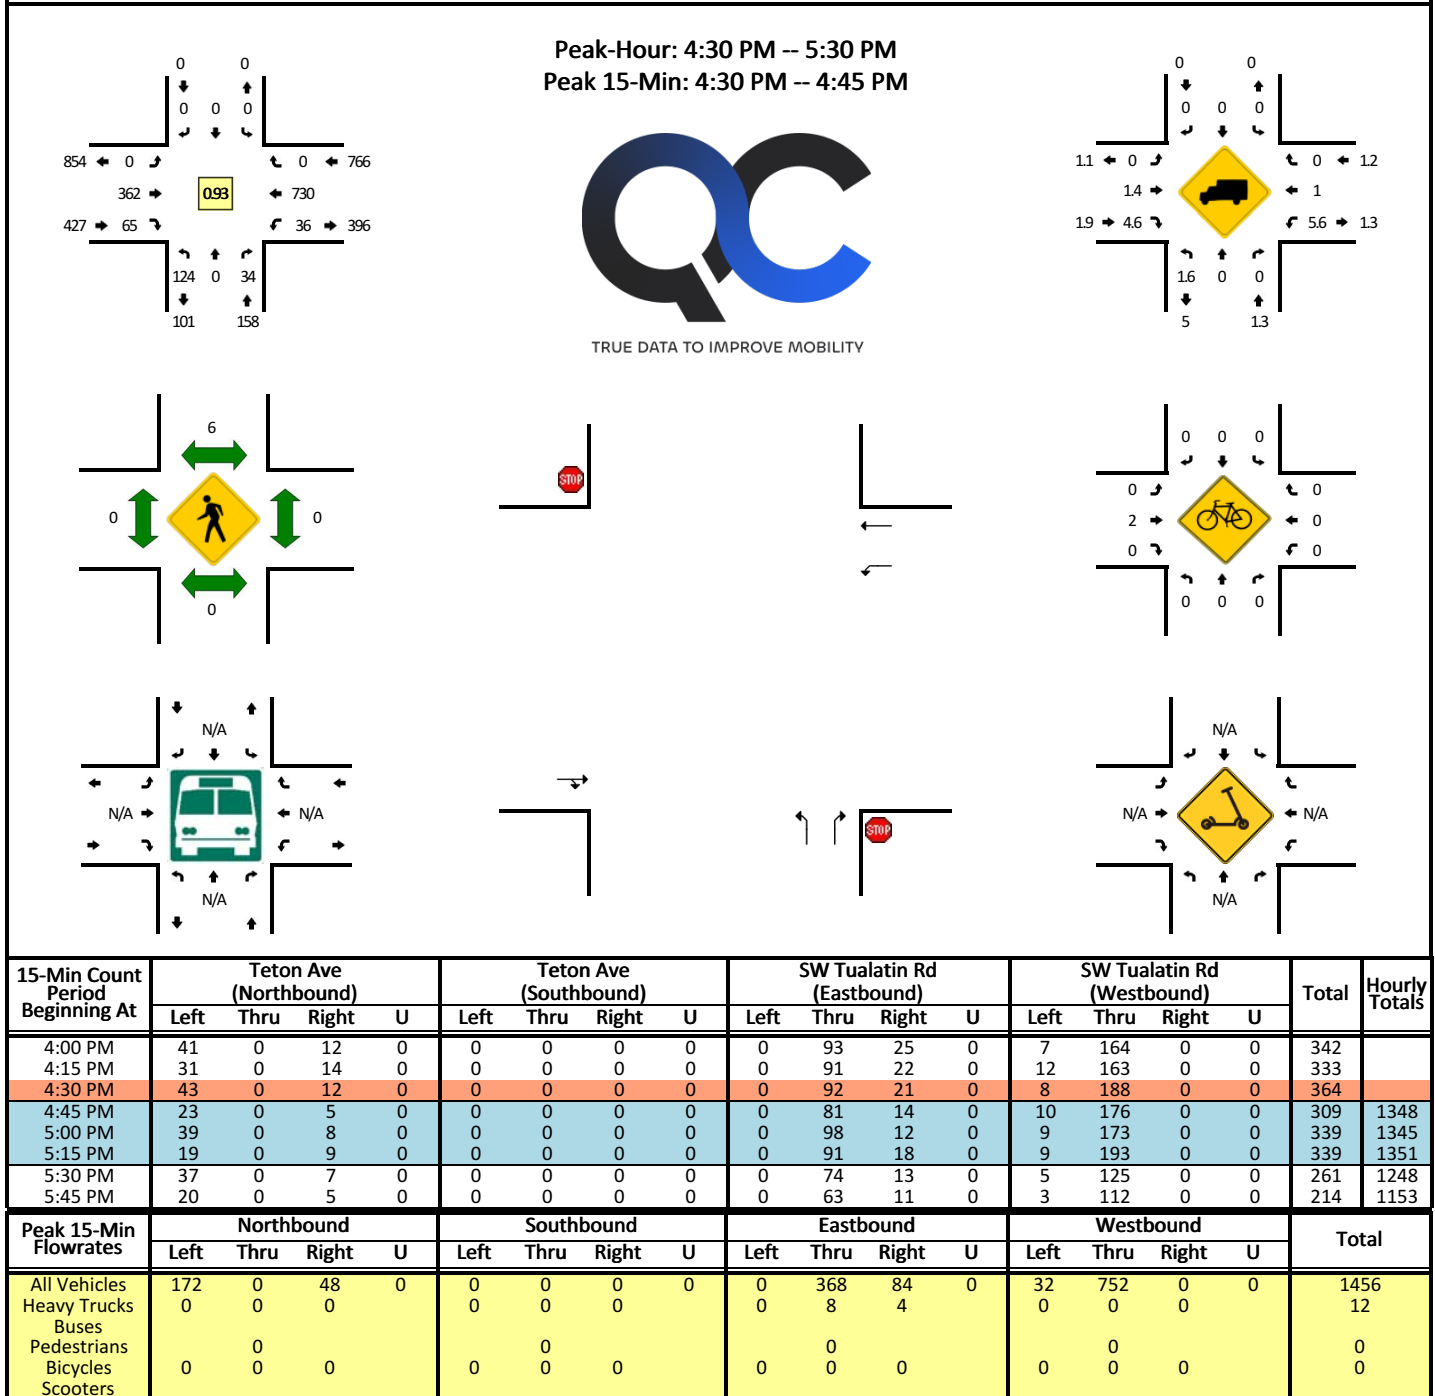 Peak-Hour: 4:30 PM -- 5:30 PM
Peak 15-Min: 4:30 PM -- 4:45 PM
0 0
0 0 0
854 0 0 766
362 0.93 730
427 65 36 396
124 0 34
101 158
TRUE DATA TO IMPROVE MOBILITY
0 0
0 0 0
1.1 0 0 1.2
1.4 1
1.9 4.6 5.6 1.3
1.6 0 0
5 1.3
6
0 0
0
STOP
0 0 0
0 0
2 0
0 0
0 0 0
N/A
N/A N/A
N/A
STOP
N/A
N/A N/A
N/A
15-Min Count Period Beginning At Teton Ave (Northbound) Teton Ave (Southbound) SW Tualatin Rd (Eastbound) SW Tualatin Rd (Westbound) Total Hourly Totals
Left Thru Right U Left Thru Right U Left Thru Right U Left Thru Right U
4:00 PM 41 0 12 0 0 0 0 0 0 93 25 0 7 164 0 0 342
4:15 PM 31 0 14 0 0 0 0 0 0 91 22 0 12 163 0 0 333
4:30 PM 43 0 12 0 0 0 0 0 0 92 21 0 8 188 0 0 364
4:45 PM 23 0 5 0 0 0 0 0 0 81 14 0 10 176 0 0 309 1348
5:00 PM 39 0 8 0 0 0 0 0 0 98 12 0 9 173 0 0 339 1345
5:15 PM 19 0 9 0 0 0 0 0 0 91 18 0 9 193 0 0 339 1351
5:30 PM 37 0 7 0 0 0 0 0 0 74 13 0 5 125 0 0 261 1248
5:45 PM 20 0 5 0 0 0 0 0 0 63 11 0 3 112 0 0 214 1153
Peak 15-Min Flowrates Northbound Southbound Eastbound Westbound Total
Left Thru Right U Left Thru Right U Left Thru Right U Left Thru Right U
All Vehicles 172 0 48 0 0 0 0 0 0 368 84 0 32 752 0 0 1456
Heavy Trucks 0 0 0 0 0 0 0 8 4 0 0 0 12
Buses
Pedestrians 0 0 0 0 0
Bicycles 0 0 0 0 0 0 0 0 0 0 0 0 0
Scooters